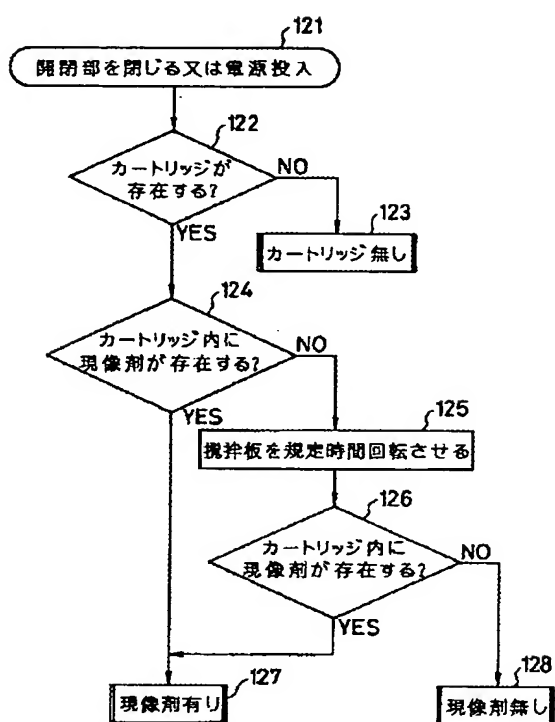 121
開閉部を閉じる又は電源投入
122
カートリッジが
存在する?
NO
YES
123
カートリッジ無し
124
カートリッジ内に
現像剤が存在する?
NO
YES
125
撹拌板を規定時間回転させる
126
カートリッジ内に
現像剤が存在する?
NO
YES
127
現像剤有り
128
現像剤無し